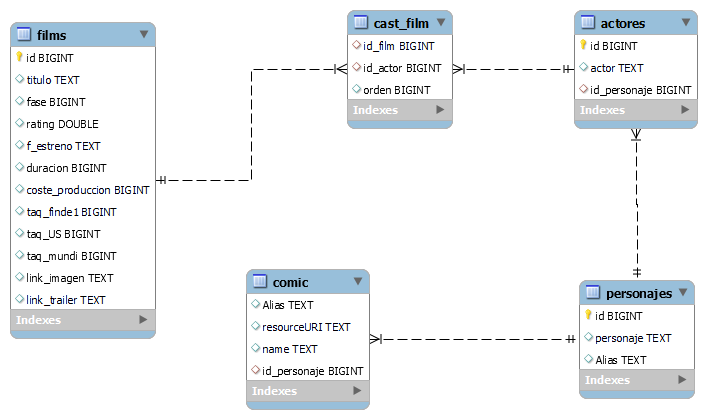 films
id BIGINT
titulo TEXT
fase BIGINT
rating DOUBLE
f_estreno TEXT
duracion BIGINT
coste_produccion BIGINT
taq_finde1 BIGINT
taq_US BIGINT
taq_mundi BIGINT
link_imagen TEXT
link_trailer TEXT
Indexes
cast_film
id_film BIGINT
id_actor BIGINT
orden BIGINT
Indexes
actores
id BIGINT
actor TEXT
id_personaje BIGINT
Indexes
comic
Alias TEXT
resourceURI TEXT
name TEXT
id_personaje BIGINT
Indexes
personajes
id BIGINT
personaje TEXT
Alias TEXT
Indexes